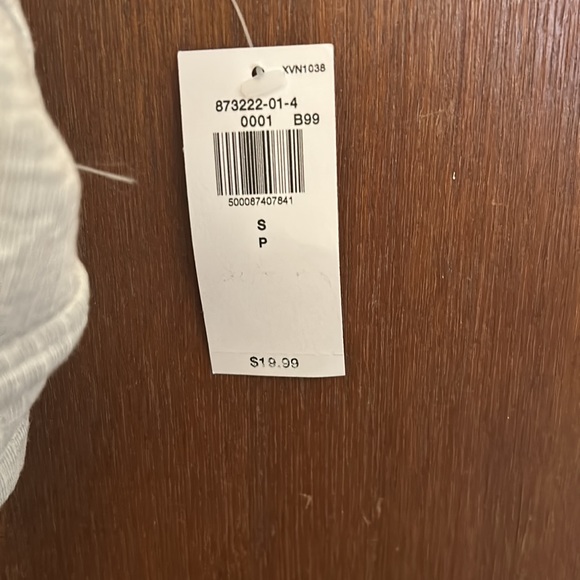 XVN1038
873222-01-4
0001 B99
500087407841
S
P
$19.99